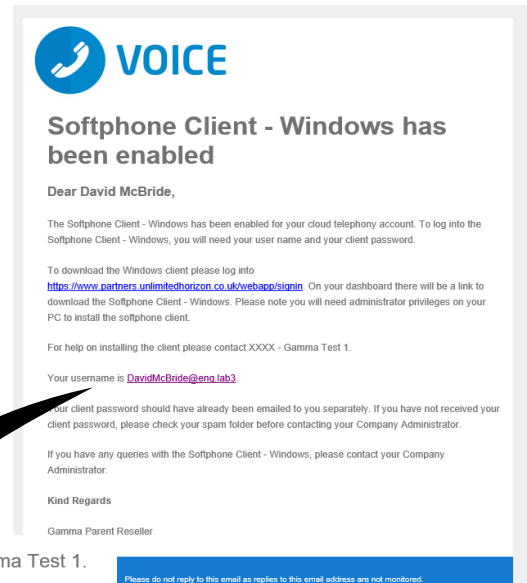 VOICE
Softphone Client - Windows has
been enabled
Dear David McBride,
The Softphone Client - Windows has been enabled for your cloud telephony account. To log into the
Softphone Client - Windows, you will need your user name and your client password.
To download the Windows client please log into
https://www.partners.unlimitedhorizon.co.uk/webapp/signin. On your dashboard there will be a link to
download the Softphone Client - Windows. Please note you will need administrator privileges on your
PC to install the softphone client.
For help on installing the client please contact XXXX - Gamma Test 1.
Your username is DavidMcBride@eng.lab3.
Your client password should have already been emailed to you separately. If you have not received your
client password, please check your spam folder before contacting your Company Administrator.
If you have any queries with the Softphone Client - Windows, please contact your Company
Administrator.
Kind Regards
Gamma Parent Reseller
ma Test 1.
Please do not reply to this email as replies to this email address are not monitored.